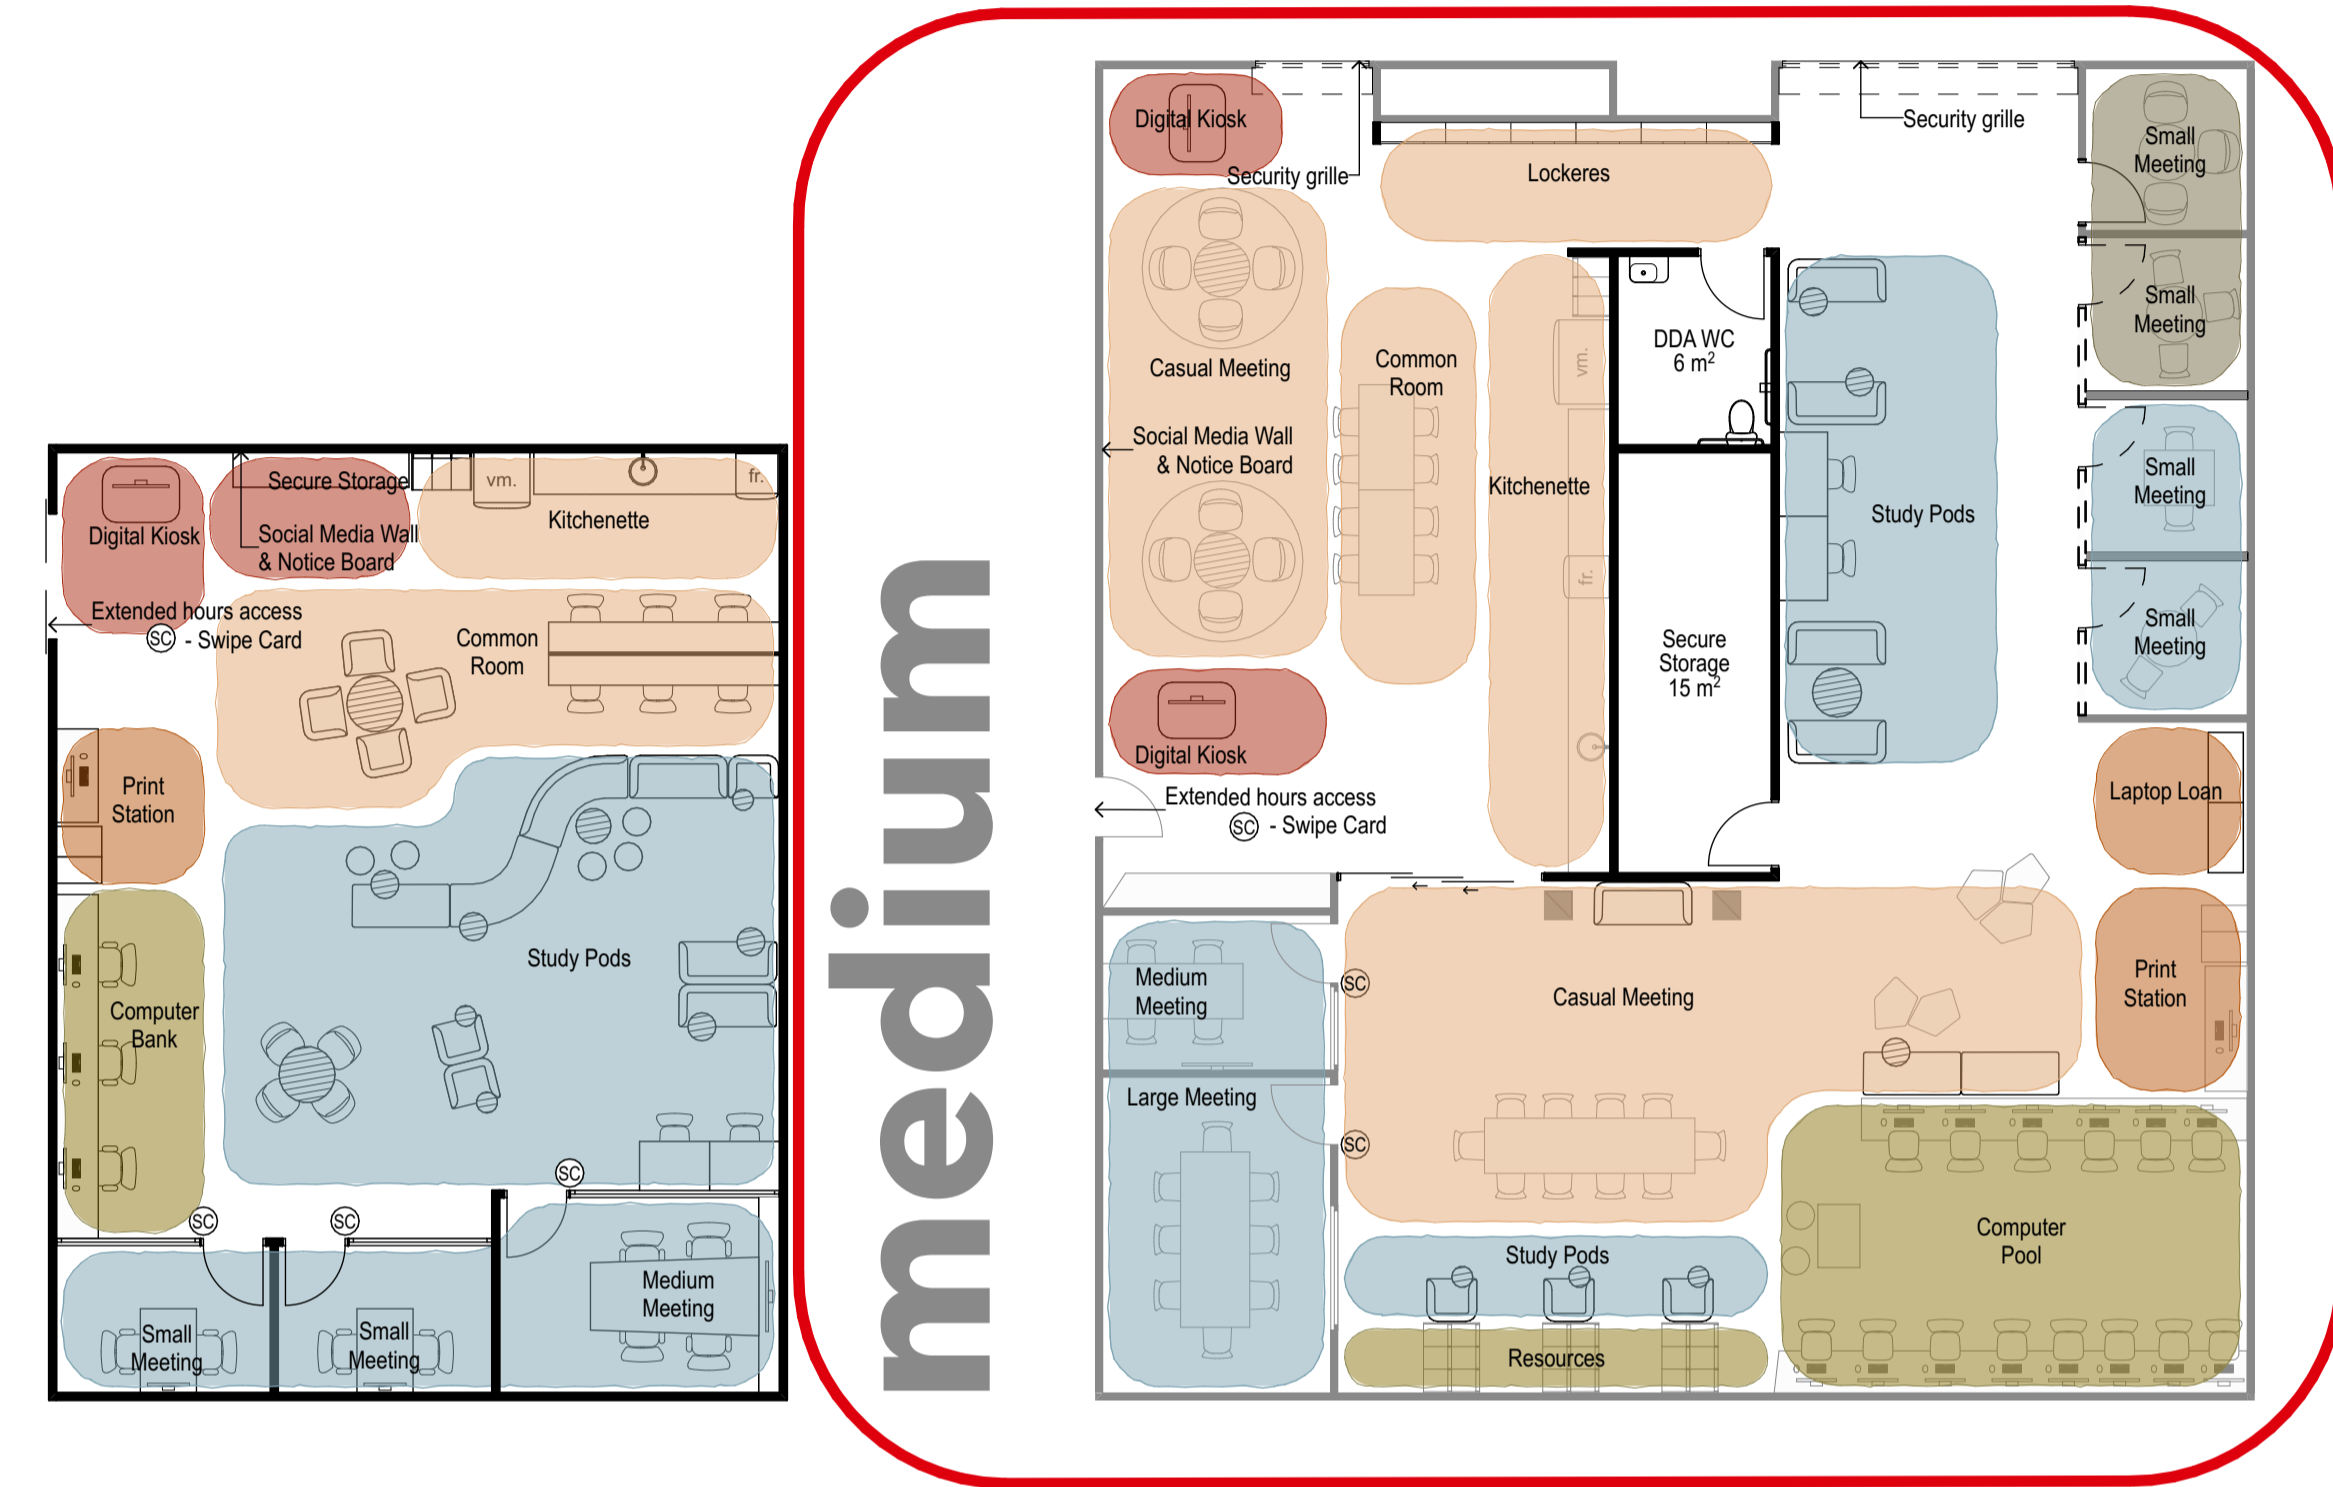 Secure Storage
vm.
fr.
Kitchenette
Digital Kiosk
Social Media Wall
& Notice Board
Extended hours access
SC - Swipe Card
Common
Room
Print
Station
Study Pods
Computer
Bank
SC
SC
SC
Medium
Meeting
Small
Meeting
Small
Meeting
medium
Digital Kiosk
Security grille
Security grille
Lockeres
Small
Meeting
Small
Meeting
Casual Meeting
Common
Room
vm.
DDA WC
6 m²
Social Media Wall
& Notice Board
Kitchenette
fr.
Study Pods
Small
Meeting
Small
Meeting
Secure
Storage
15 m²
Digital Kiosk
Extended hours access
SC - Swipe Card
Laptop Loan
Medium
Meeting
SC
Casual Meeting
Print
Station
Large Meeting
SC
Study Pods
Computer
Pool
Resources